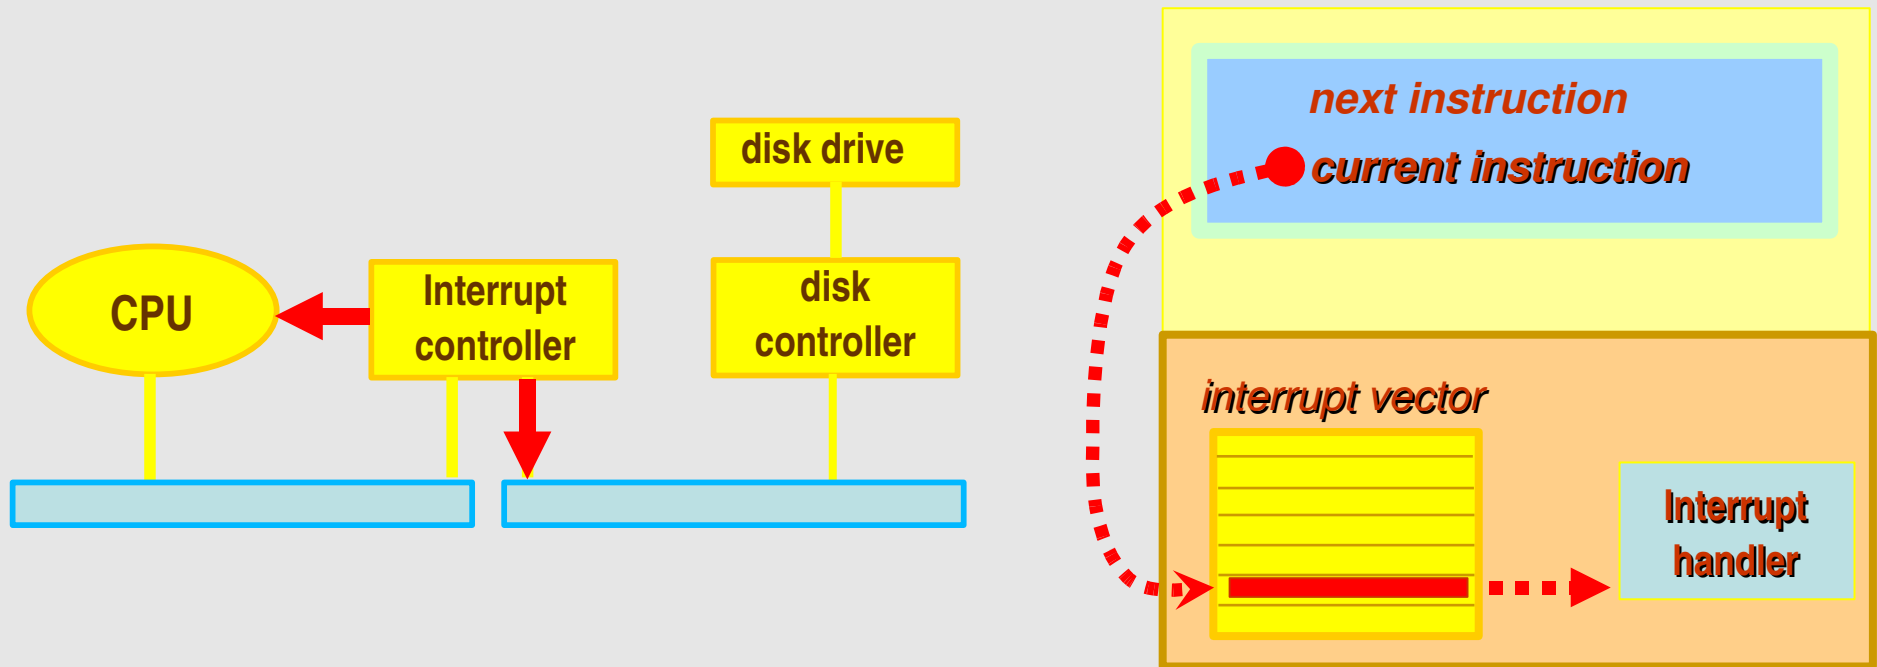 CPU
Interrupt
controller
disk drive
disk
controller
next instruction
current instruction
interrupt vector
Interrupt
handler